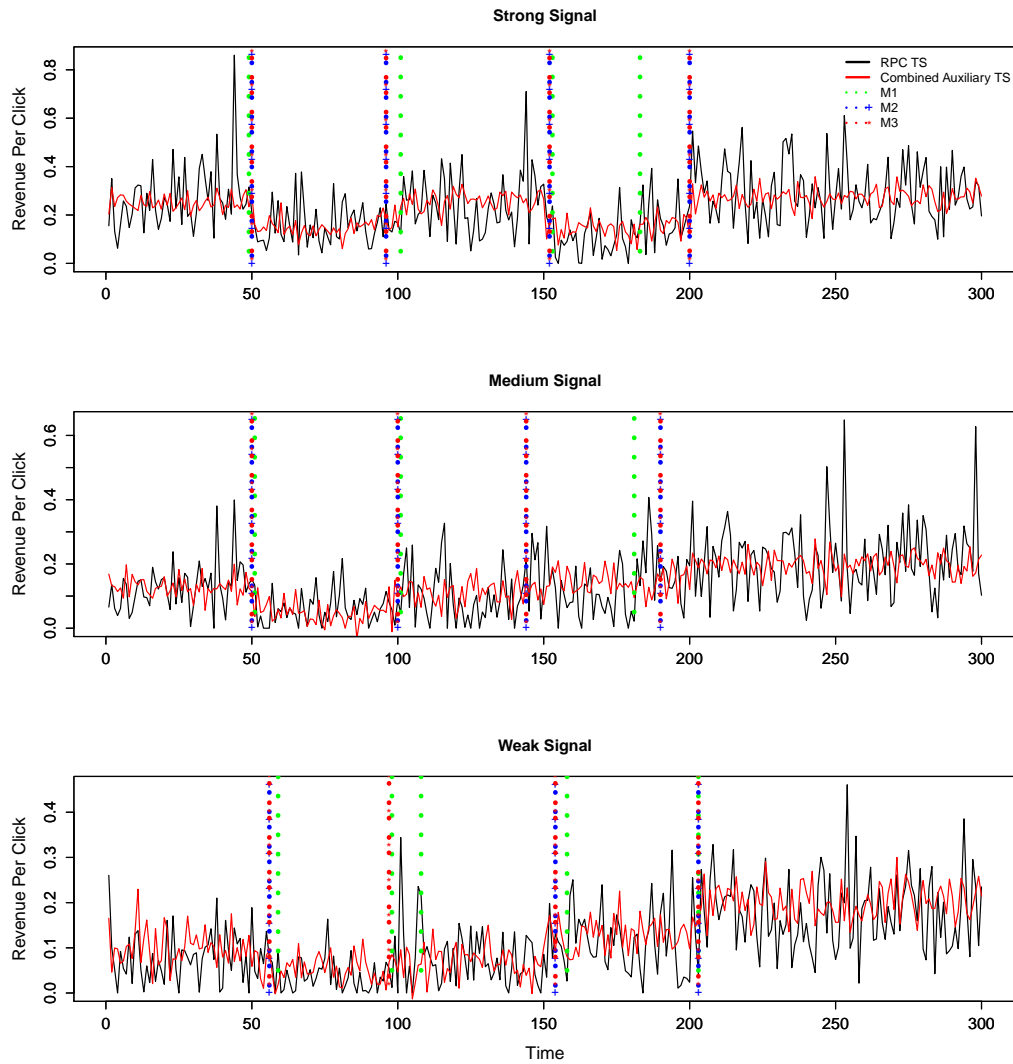 Strong Signal
Revenue Per Click
0.8
0.6
0.4
0.2
0.0
RPC TS
Combined Auxiliary TS
M1
M2
M3
0 50 100 150 200 250 300
Medium Signal
Revenue Per Click
0.6
0.4
0.2
0.0
0 50 100 150 200 250 300
Weak Signal
Revenue Per Click
0.4
0.3
0.2
0.1
0.0
0 50 100 150 200 250 300
Time